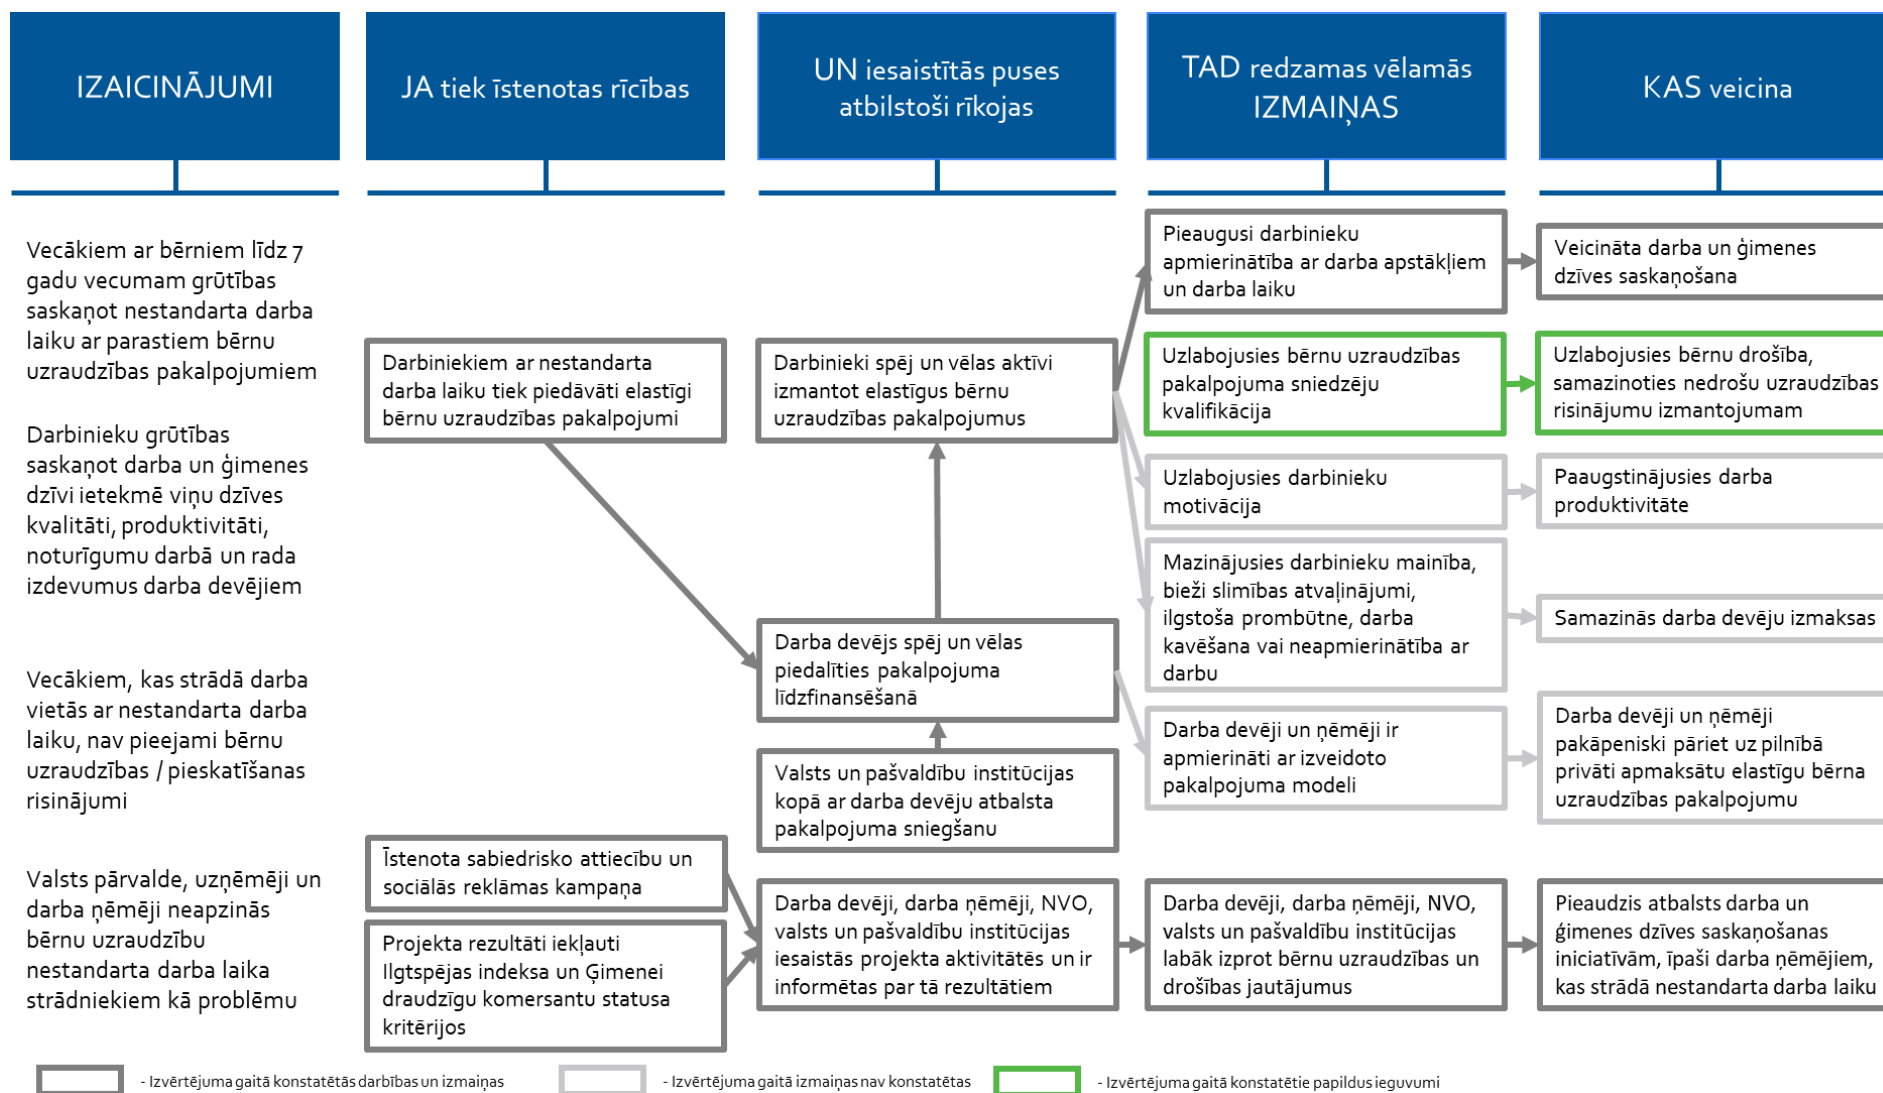 IZAICINĀJUMI
JA tiek īstenotas rīcības
UN iesaistītās puses
atbilstoši rīkojas
TAD redzamas vēlamās
IZMAIŅAS
KAS veicina
Vecākiem ar bērniem līdz 7
gadu vecumam grūtības
saskaņot nestandarta darba
laiku ar parastiem bērnu
uzraudzības pakalpojumiem
Darbinieku grūtības
saskaņot darba un ģimenes
dzīvi ietekmē viņu dzīves
kvalitāti, produktivitāti,
noturīgumu darbā un rada
izdevumus darba devējiem
Vecākiem, kas strādā darba
vietās ar nestandarta darba
laiku, nav pieejami bērnu
uzraudzības / pieskatīšanas
risinājumi
Valsts pārvalde, uzņēmēji un
darba ņēmēji neapzinās
bērnu uzraudzību
nestandarta darba laika
strādniekiem kā problēmu
Darbiniekiem ar nestandarta
darba laiku tiek piedāvāti elastīgi
bērnu uzraudzības pakalpojumi
Īstenota sabiedrisko attiecību un
sociālās reklāmas kampaņa
Projekta rezultāti iekļauti
Ilgtspējas indeksa un Ģimenei
draudzīgu komersantu statusa
kritērijos
Darbinieki spēj un vēlas aktīvi
izmantot elastīgus bērnu
uzraudzības pakalpojumus
Darba devējs spēj un vēlas
piedalīties pakalpojuma
līdzfinansēšanā
Valsts un pašvaldību institūcijas
kopā ar darba devēju atbalsta
pakalpojuma sniegšanu
Darba devēji, darba ņēmēji, NVO,
valsts un pašvaldību institūcijas
iesaistās projekta aktivitātēs un ir
informētas par tā rezultātiem
Pieaugusi darbinieku
apmierinātība ar darba apstākļiem
un darba laiku
Uzlabojusies bērnu uzraudzības
pakalpojuma sniedzēju
kvalifikācija
Uzlabojusies darbinieku
motivācija
Mazinājusies darbinieku mainība,
bieži slimības atvaļinājumi,
ilgstoša prombūtne, darba
kavēšana vai neapmierinātība ar
darbu
Darba devēji un ņēmēji ir
apmierināti ar izveidoto
pakalpojuma modeli
Darba devēji, darba ņēmēji, NVO,
valsts un pašvaldību institūcijas
labāk izprot bērnu uzraudzības un
drošības jautājumus
Veicināta darba un ģimenes
dzīves saskaņošana
Uzlabojusies bērnu drošība,
samazinoties nedrošu uzraudzības
risinājumu izmantojumam
Paaugstinājusies darba
produktivitāte
Samazinās darba devēju izmaksas
Darba devēji un ņēmēji
pakāpeniski pāriet uz pilnībā
privāti apmaksātu elastīgu bērna
uzraudzības pakalpojumu
Pieaudzis atbalsts darba un
ģimenes dzīves saskaņošanas
iniciatīvām, īpaši darba ņēmējiem,
kas strādā nestandarta darba laiku
- Izvērtējuma gaitā konstatētās darbības un izmaiņas
- Izvērtējuma gaitā izmaiņas nav konstatētas
- Izvērtējuma gaitā konstatētie papildus ieguvumi